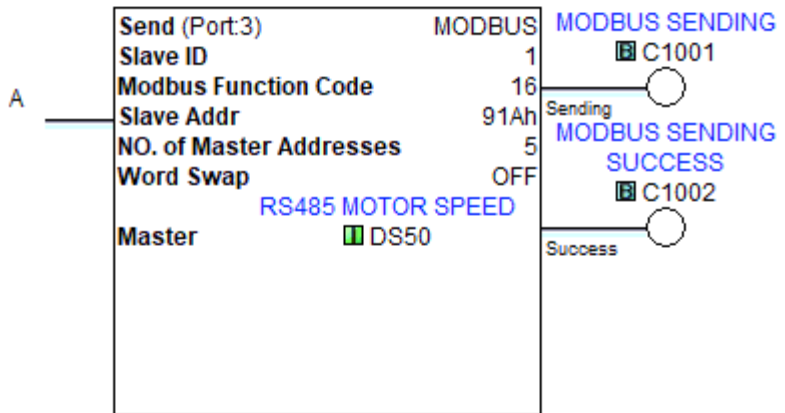 Send (Port:3) MODBUS
Slave ID 1
Modbus Function Code 16
Slave Addr 91Ah
NO. of Master Addresses 5
Word Swap OFF
RS485 MOTOR SPEED
Master DS50
A
MODBUS SENDING
B C1001
Sending
MODBUS SENDING
SUCCESS
B C1002
Success